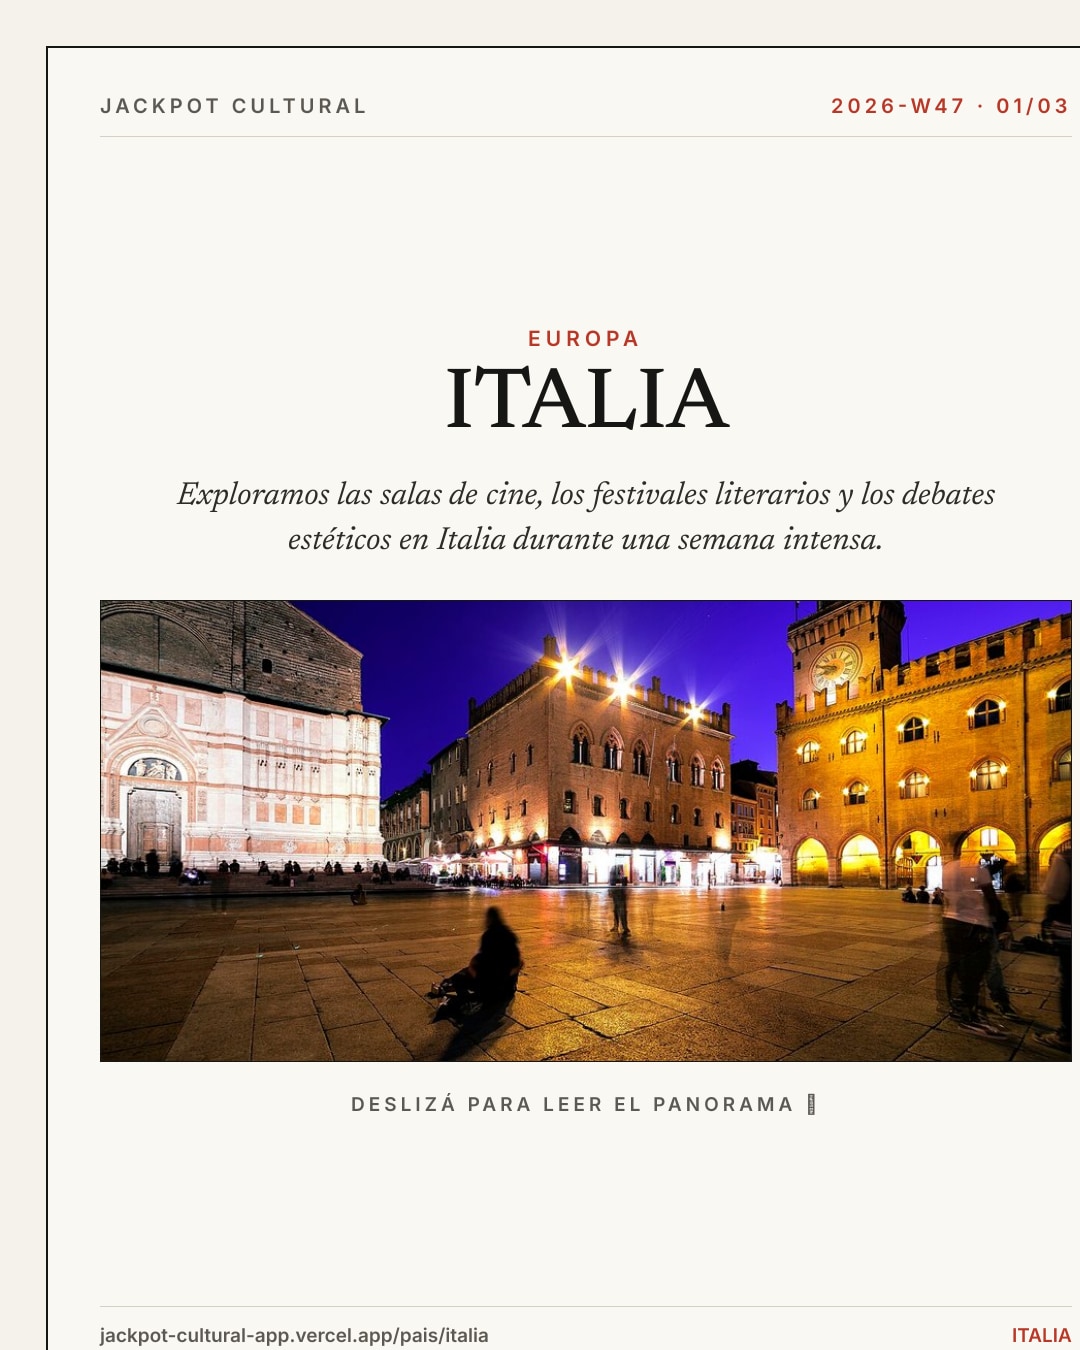 JACKPOT CULTURAL
2026-W47 · 01/03
EUROPA
ITALIA
Exploramos las salas de cine, los festivales literarios y los debates
estéticos en Italia durante una semana intensa.
DESLIZÁ PARA LEER EL PANORAMA
jackpot-cultural-app.vercel.app/pais/italia
ITALIA